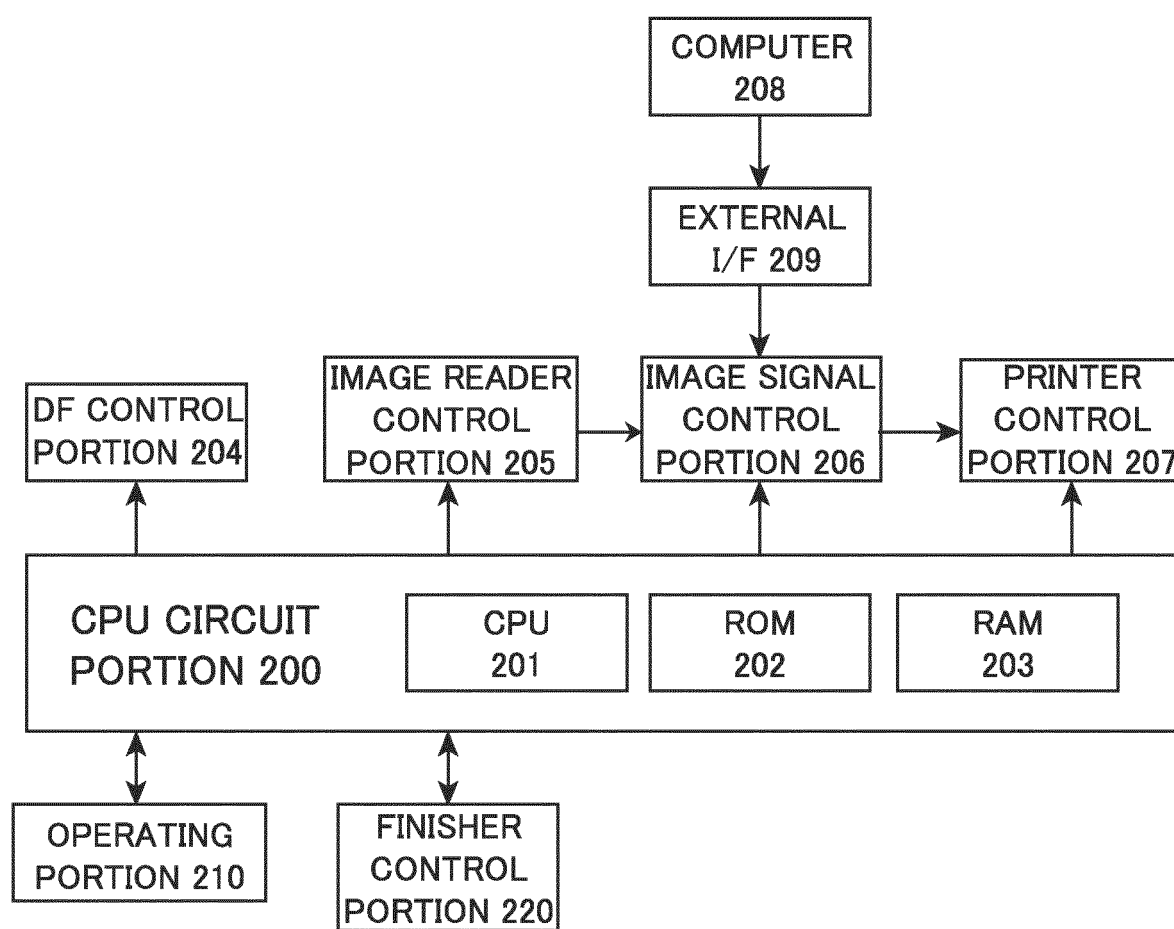 COMPUTER
208
EXTERNAL
I/F 209
DF CONTROL
PORTION 204
IMAGE READER
CONTROL
PORTION 205
IMAGE SIGNAL
CONTROL
PORTION 206
PRINTER
CONTROL
PORTION 207
CPU CIRCUIT
PORTION 200
CPU
201
ROM
202
RAM
203
OPERATING
PORTION 210
FINISHER
CONTROL
PORTION 220